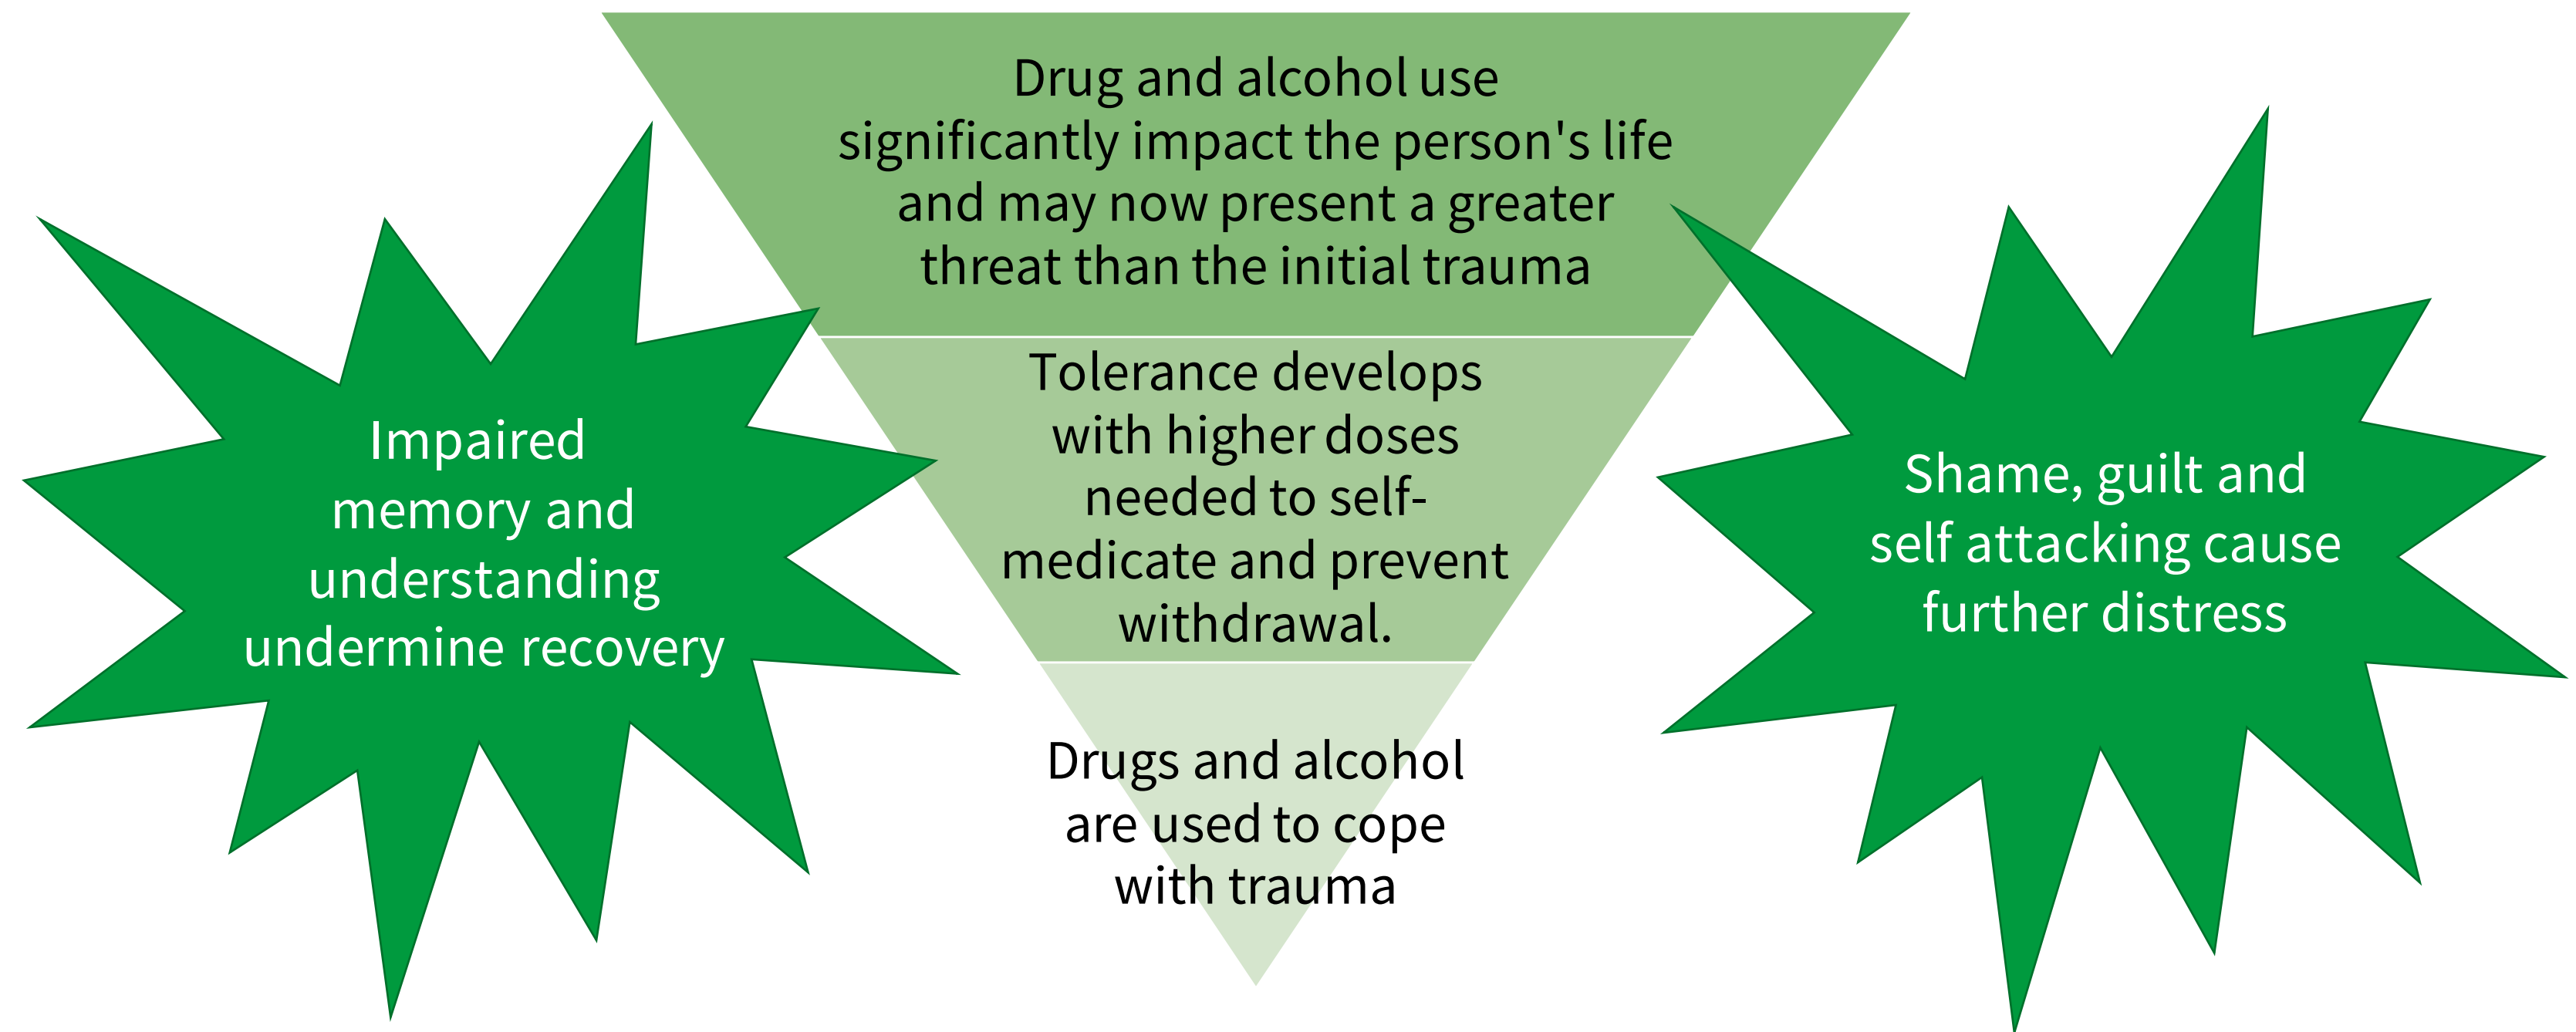 Drug and alcohol use
significantly impact the person's life
and may now present a greater
threat than the initial trauma
Tolerance develops
with higher doses
needed to self-
medicate and prevent
withdrawal.
Drugs and alcohol
are used to cope
with trauma
Impaired
memory and
understanding
undermine recovery
Shame, guilt and
self attacking cause
further distress